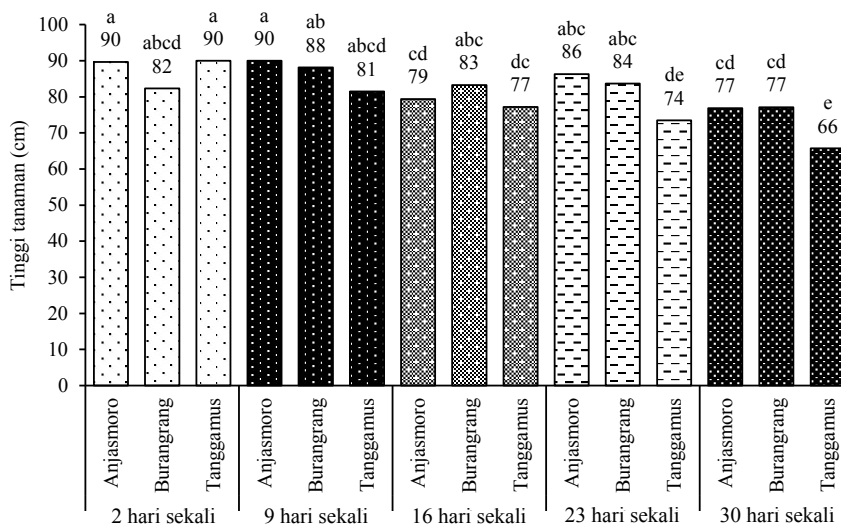 Tinggi tanaman (cm)
100
90
80
70
60
50
40
30
20
10
0
a
90
abcd
82
a
90
a
90
ab
88
abcd
81
cd
79
abc
83
dc
77
abc
86
abc
84
de
74
cd
77
cd
77
e
66
Anjasmoro
Burangrang
Tanggamus
Anjasmoro
Burangrang
Tanggamus
Anjasmoro
Burangrang
Tanggamus
Anjasmoro
Burangrang
Tanggamus
Anjasmoro
Burangrang
Tanggamus
2 hari sekali
9 hari sekali
16 hari sekali
23 hari sekali
30 hari sekali